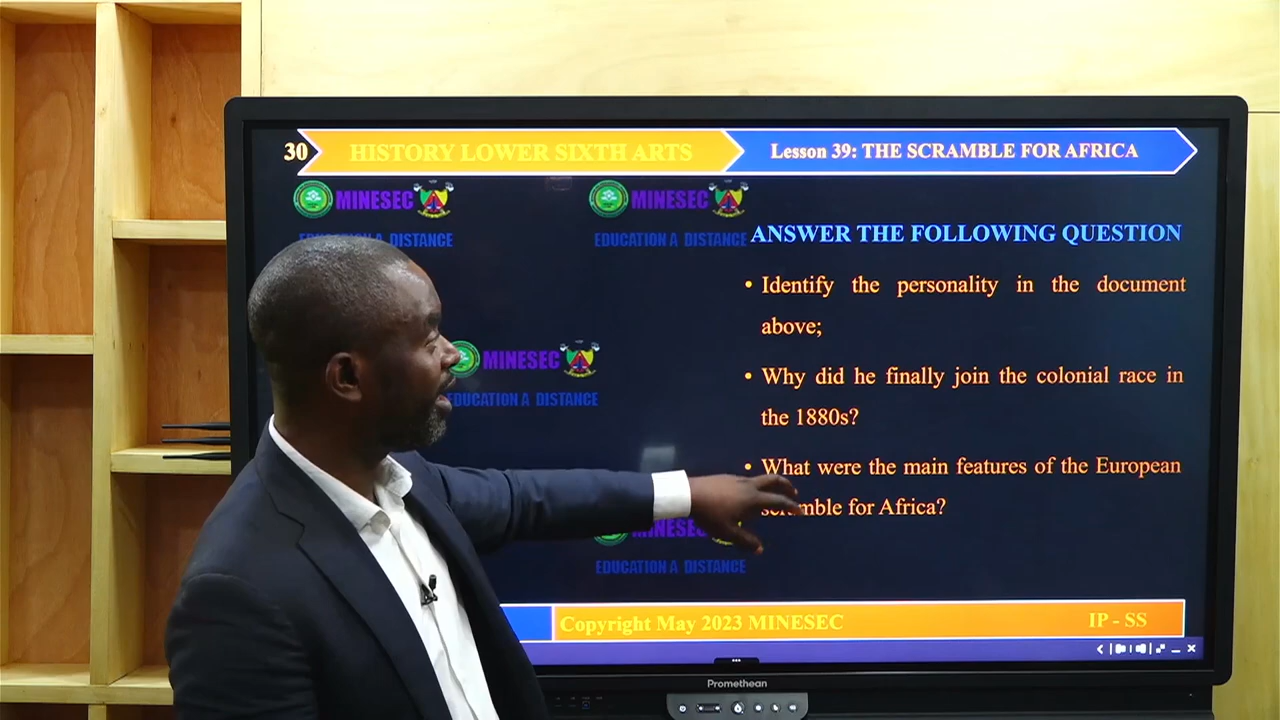 30
HISTORY LOWER SIXTH ARTS
Lesson 39: THE SCRAMBLE FOR AFRICA
MINESEC
EDUCATION A DISTANCE
MINESEC
EDUCATION A DISTANCE
ANSWER THE FOLLOWING QUESTION
• Identify the personality in the document
above;
• Why did he finally join the colonial race in
the 1880s?
• What were the main features of the European
scramble for Africa?
MINESEC
EDUCATION A DISTANCE
MINESEC
EDUCATION A DISTANCE
Copyright May 2023 MINESEC
IP - SS
Promethean